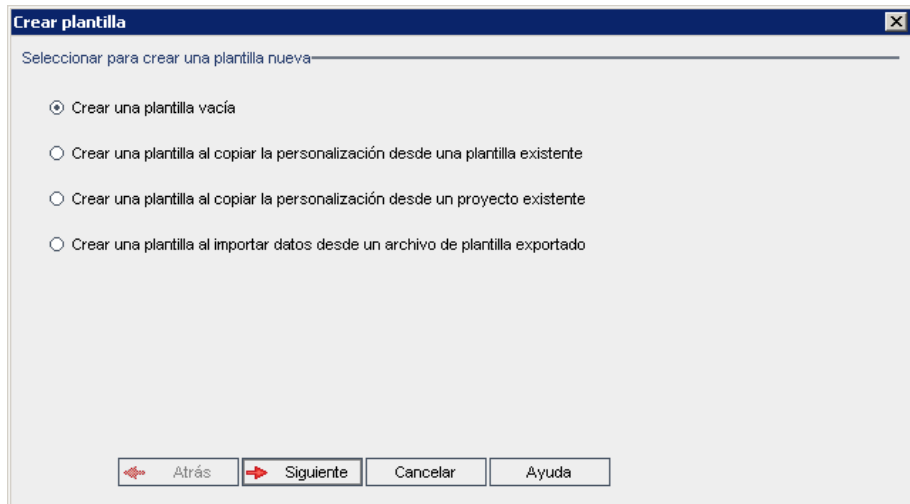 Crear plantilla
Seleccionar para crear una plantilla nueva
Crear una plantilla vacía
Crear una plantilla al copiar la personalización desde una plantilla existente
Crear una plantilla al copiar la personalización desde un proyecto existente
Crear una plantilla al importar datos desde un archivo de plantilla exportado
Atrás Siguiente Cancelar Ayuda